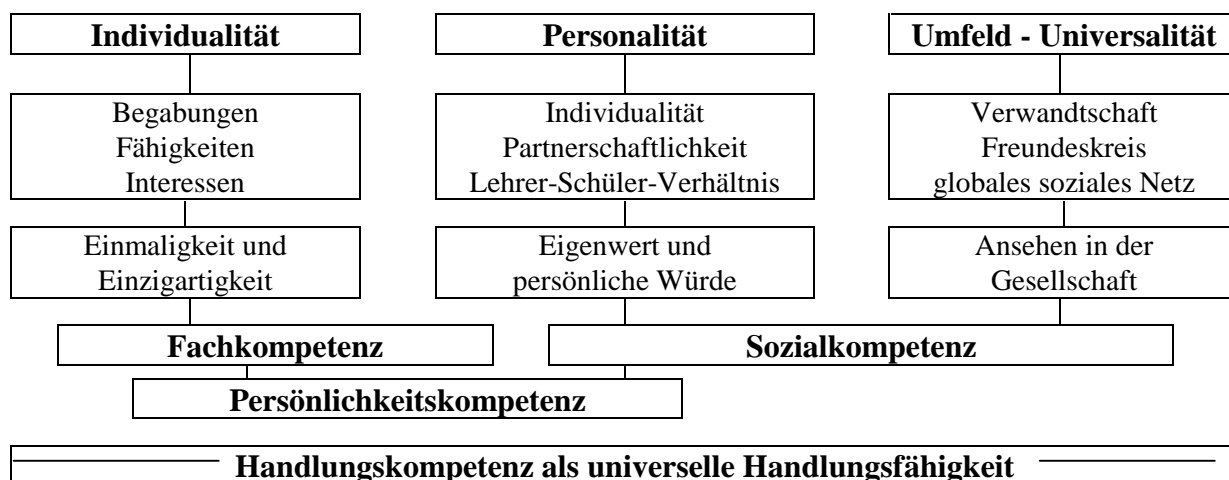 Individualität
Personalität
Umfeld - Universalität
Begabungen
Fähigkeiten
Interessen
Individualität
Partnerschaftlichkeit
Lehrer-Schüler-Verhältnis
Verwandtschaft
Freundeskreis
globales soziales Netz
Einmaligkeit und
Einzigartigkeit
Eigenwert und
persönliche Würde
Ansehen in der
Gesellschaft
Fachkompetenz
Sozialkompetenz
Persönlichkeitskompetenz
Handlungskompetenz als universelle Handlungsfähigkeit